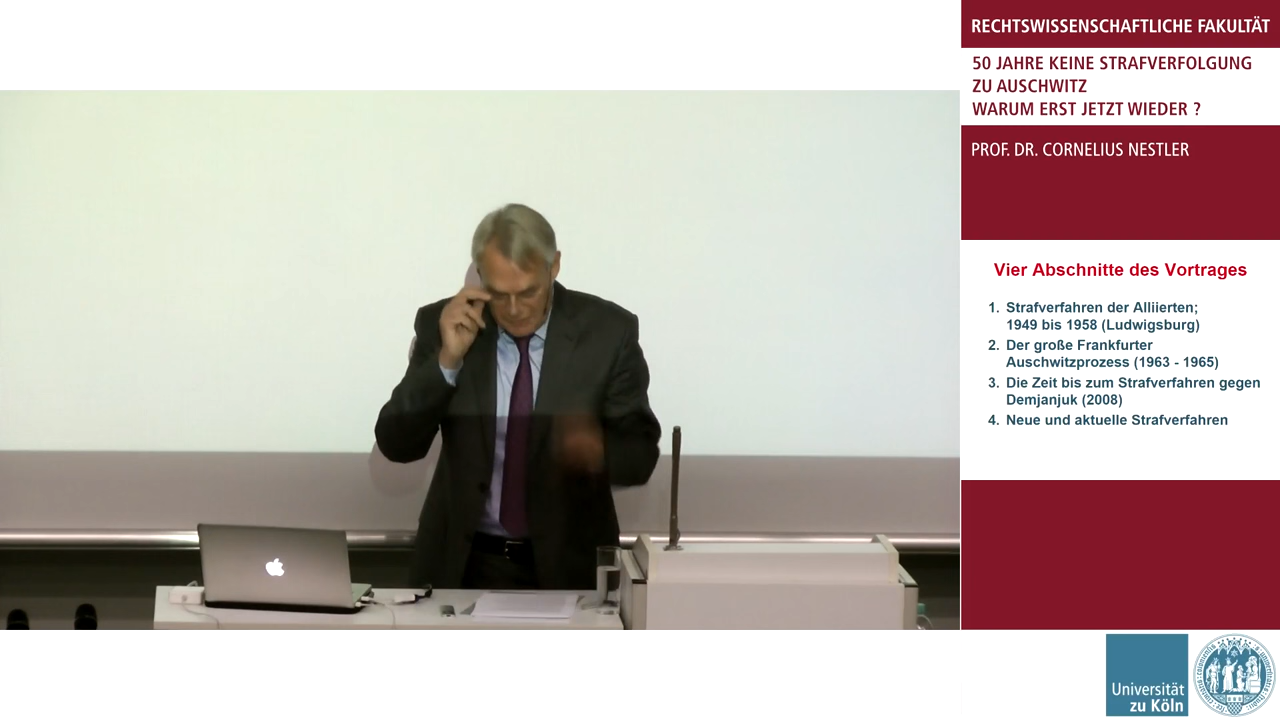 RECHTSWISSENSCHAFTLICHE FAKULTÄT
50 JAHRE KEINE STRAFVERFOLGUNG
ZU AUSCHWITZ
WARUM ERST JETZT WIEDER ?
PROF. DR. CORNELIUS NESTLER
Vier Abschnitte des Vortrages
1. Strafverfahren der Alliierten;
1949 bis 1958 (Ludwigsburg)
2. Der große Frankfurter
Auschwitzprozess (1963 - 1965)
3. Die Zeit bis zum Strafverfahren gegen
Demjanjuk (2008)
4. Neue und aktuelle Strafverfahren
Universität
zu Köln